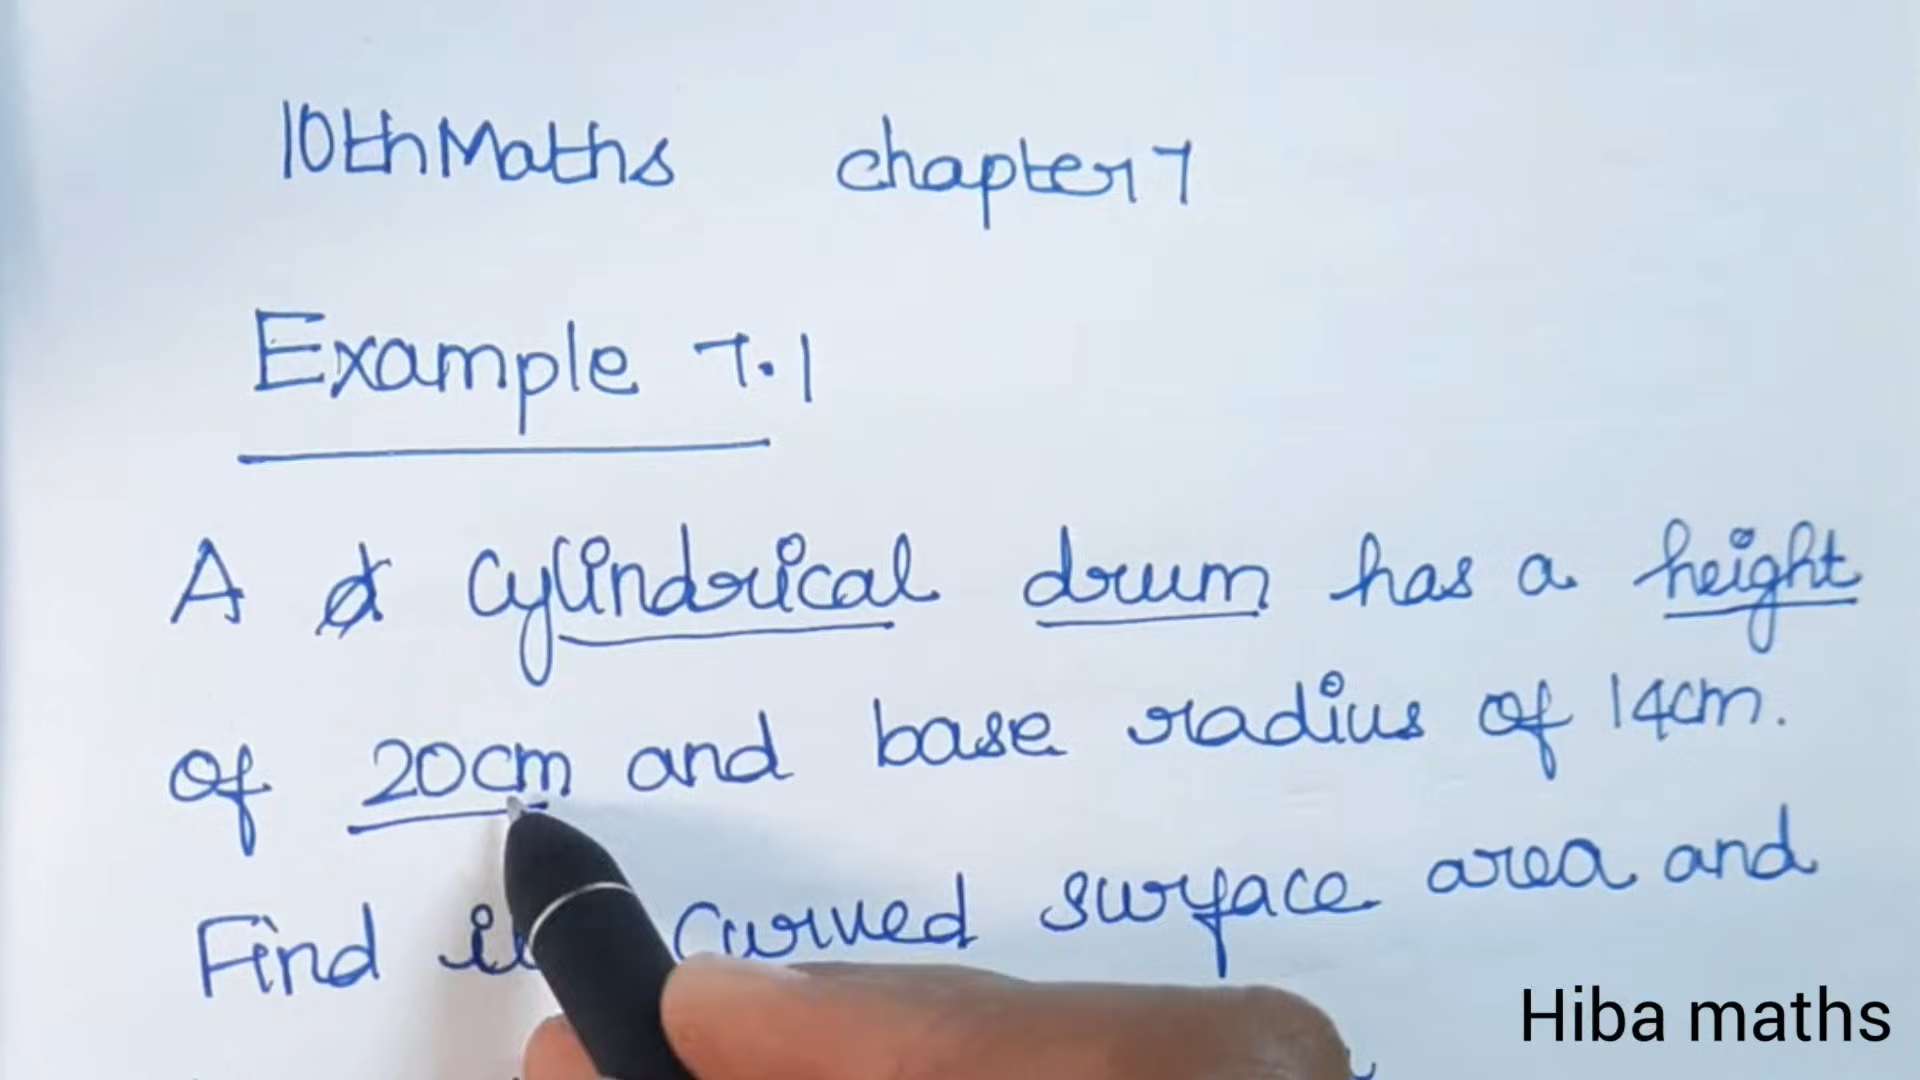 10th Maths chapter 7
Example 7.1
A cylindrical drum has a height
of 20cm and base radius of 14cm.
Find curved surface area and
Hiba maths